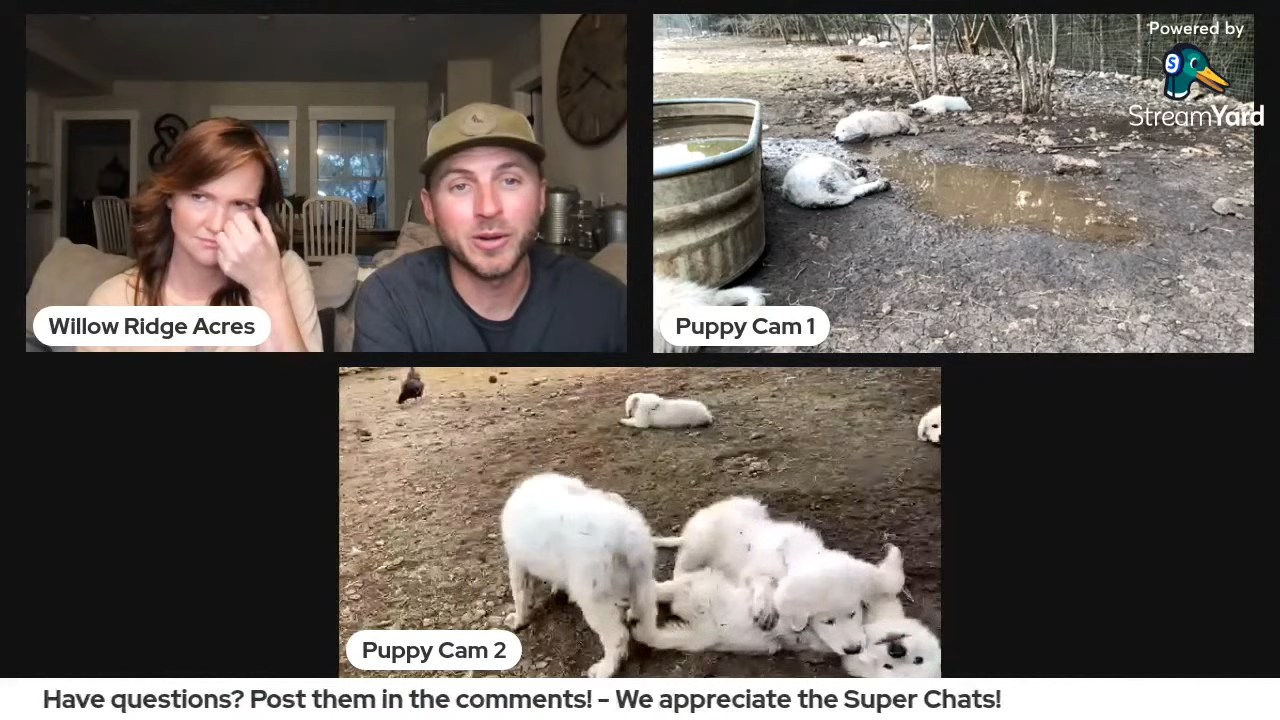 Powered by
StreamYard
Willow Ridge Acres
Puppy Cam 1
Puppy Cam 2
Have questions? Post them in the comments! - We appreciate the Super Chats!